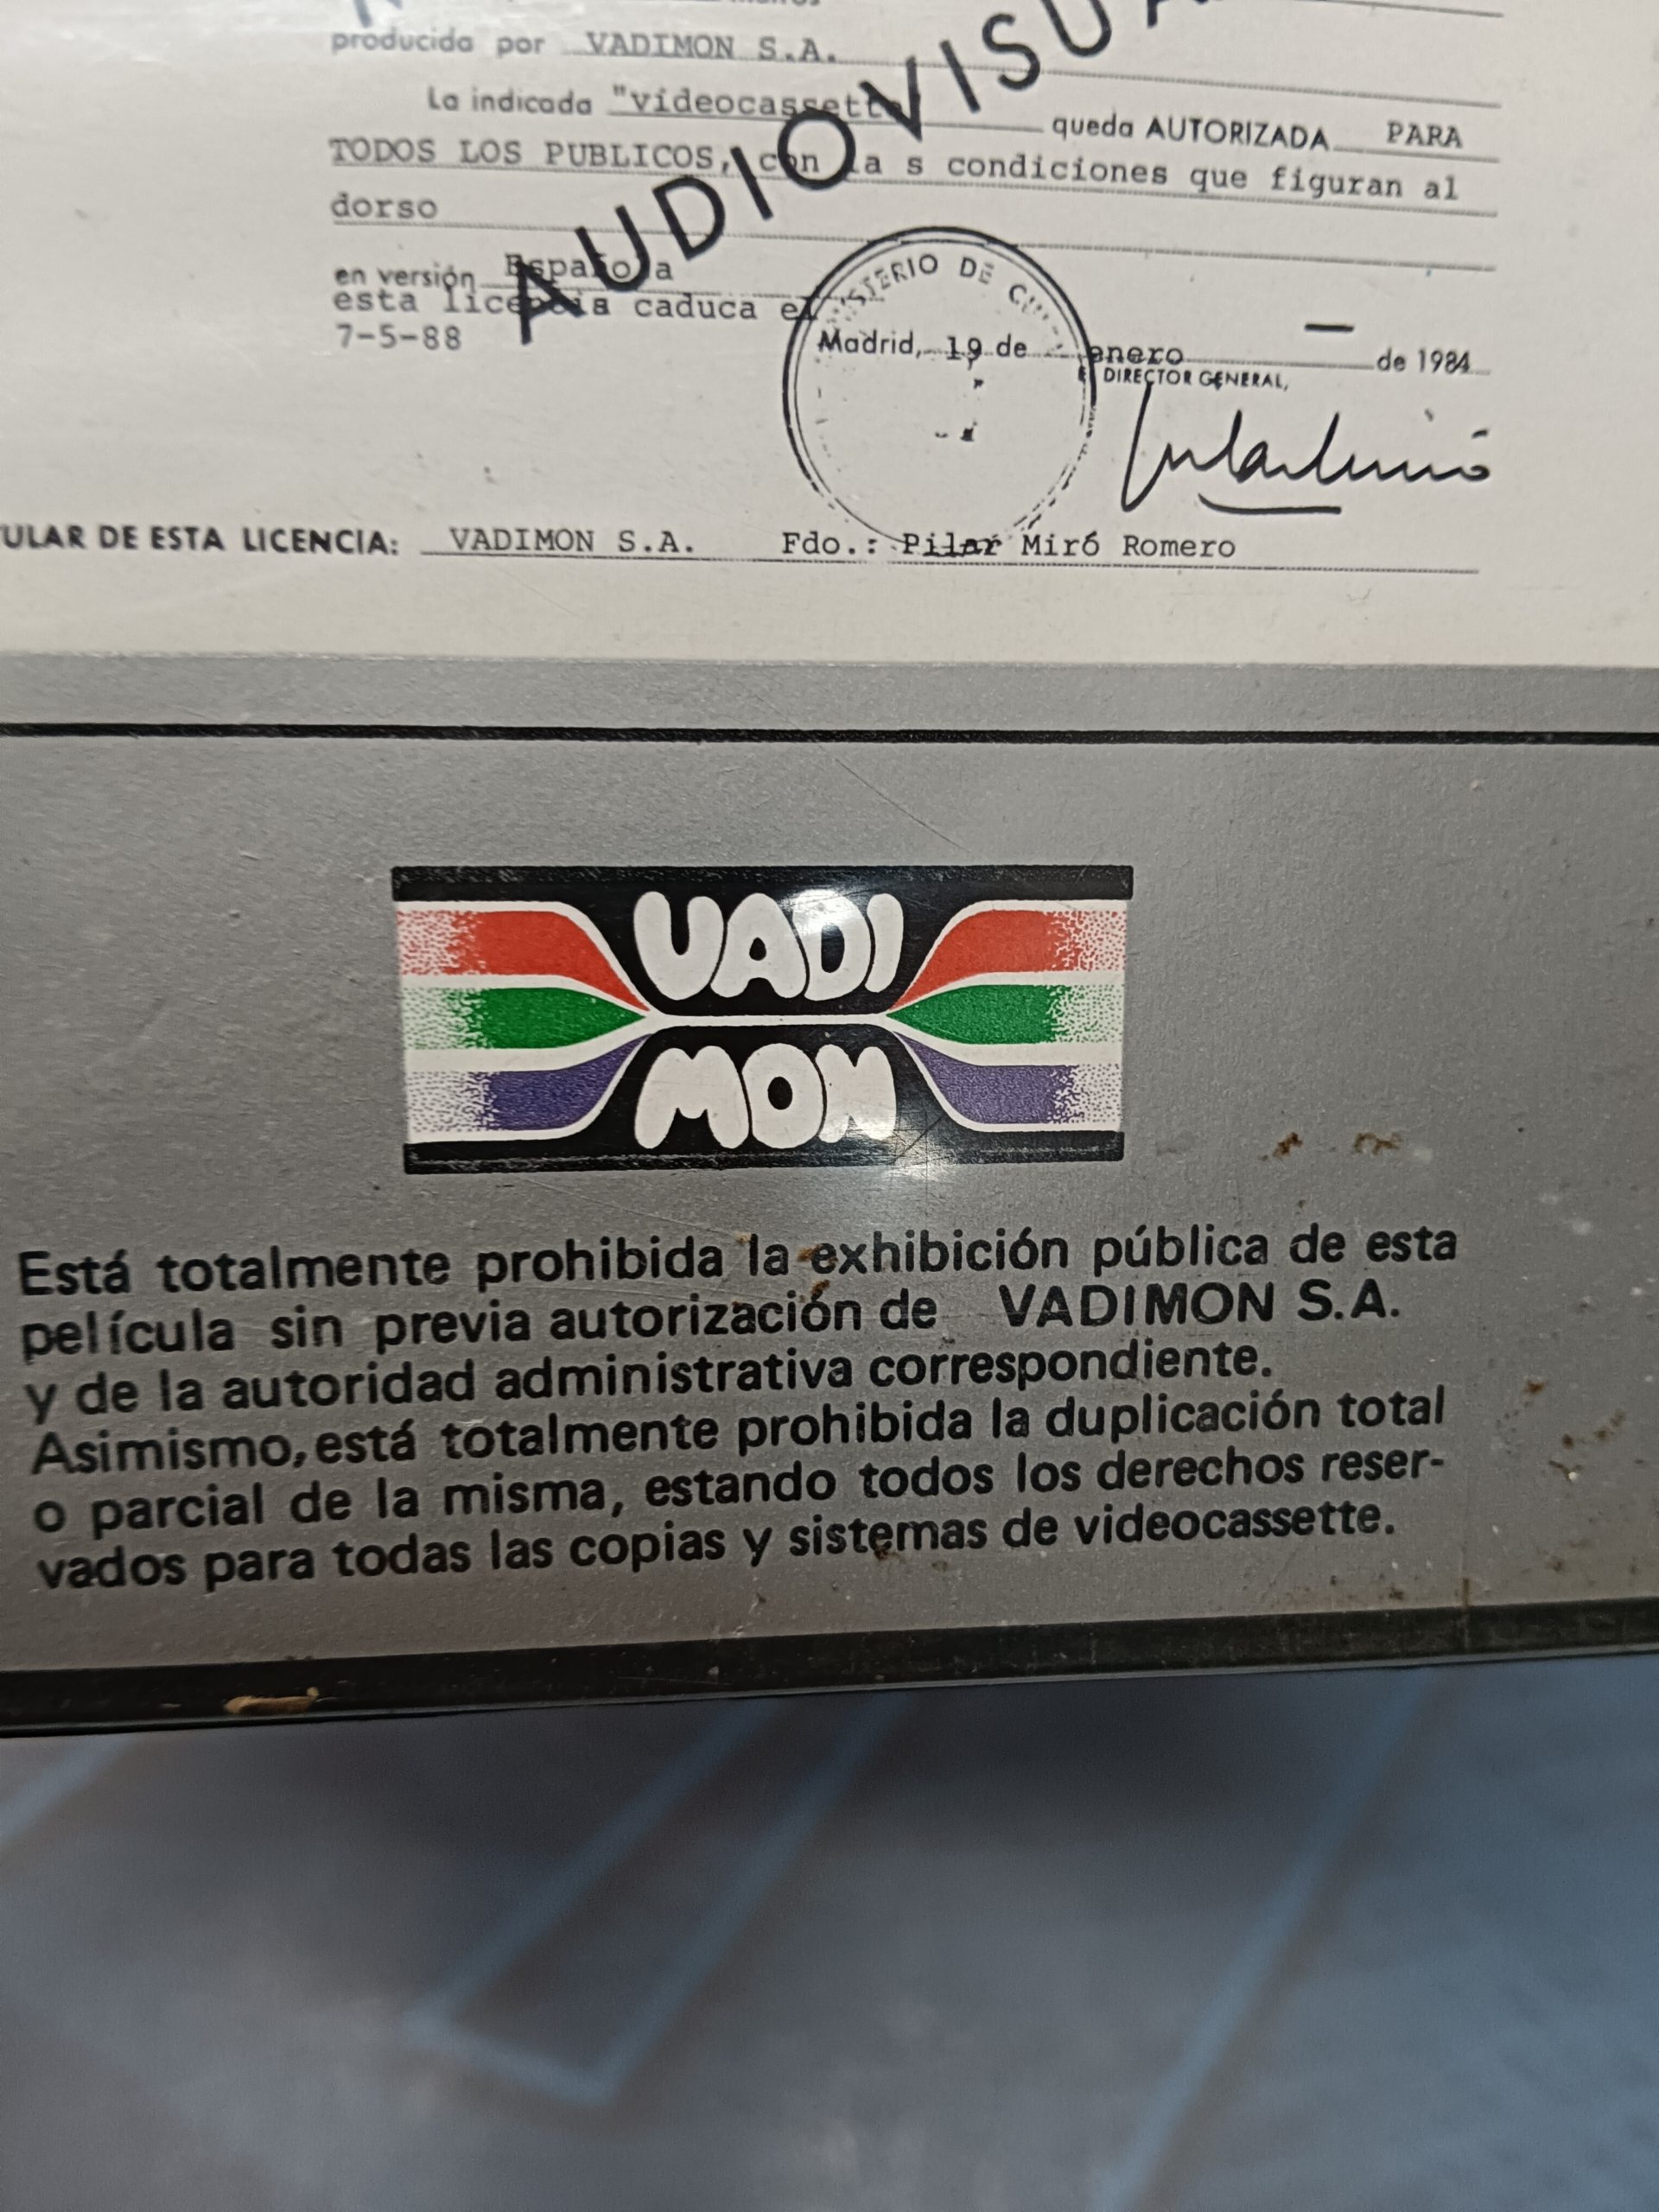 producida por VADIMON S.A.
AUDIOVISUA
La indicada "videocassette queda AUTORIZADA PARA
TODOS LOS PUBLICOS, con la s condiciones que figuran al
dorso
en versión Española
esta licencia caduca el
7-5-88
MINISTERIO DE
Madrid, 19 de enero de 1984
EL DIRECTOR GENERAL,
TULAR DE ESTA LICENCIA: VADIMON S.A. Fdo.: Pilar Miró Romero
VADI
MON
Está totalmente prohibida la exhibición pública de esta
película sin previa autorización de VADIMON S.A.
y de la autoridad administrativa correspondiente.
Asimismo, está totalmente prohibida la duplicación total
o parcial de la misma, estando todos los derechos reser-
vados para todas las copias y sistemas de videocassette.